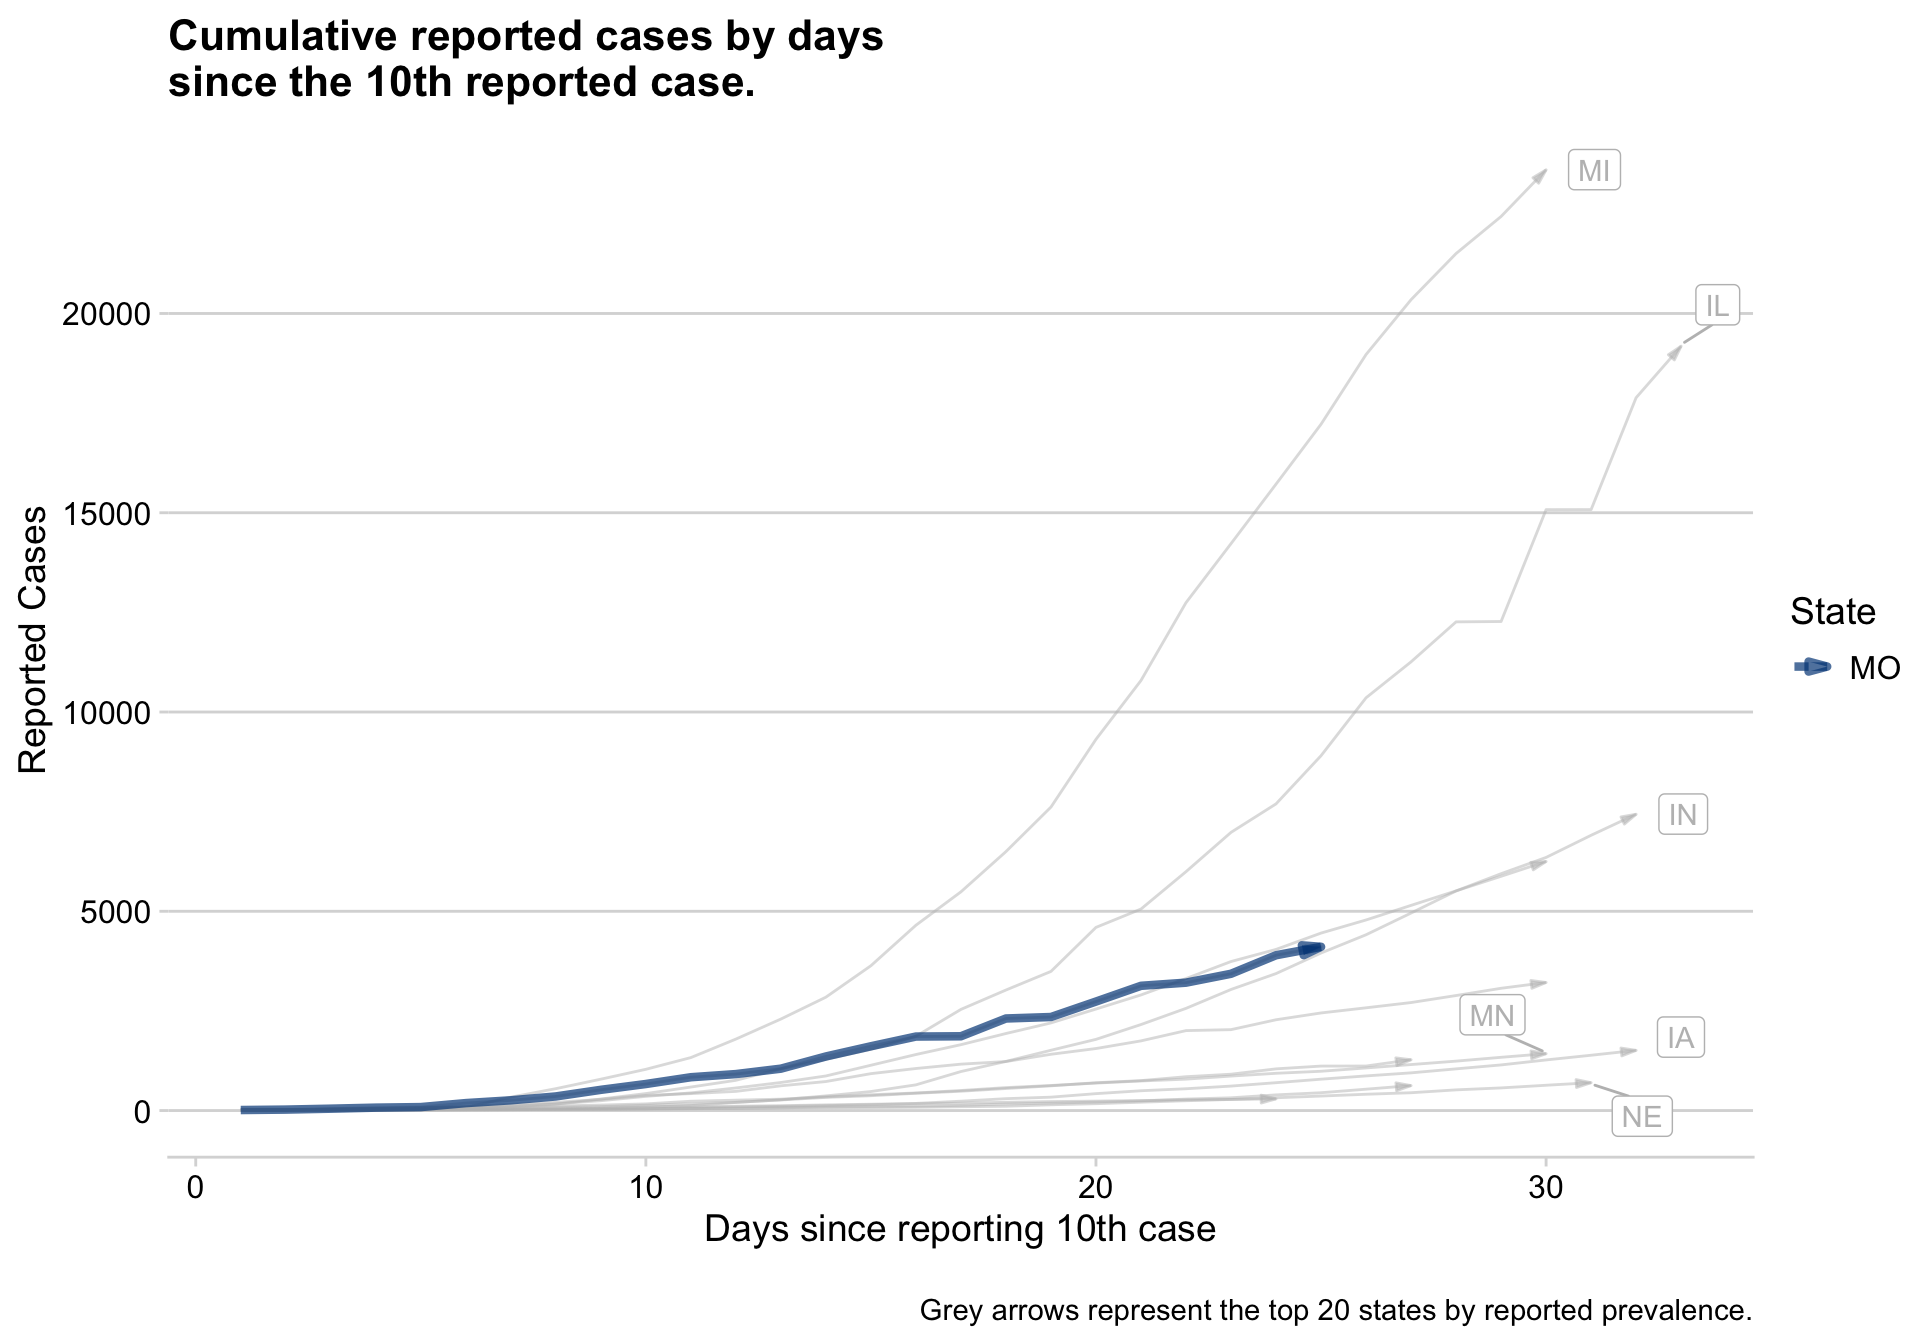 Cumulative reported cases by days
since the 10th reported case.
MI
IL
20000
15000
10000
5000
0
Reported Cases
IN
MN
IA
NE
State
MO
0
10
20
30
Days since reporting 10th case
Grey arrows represent the top 20 states by reported prevalence.